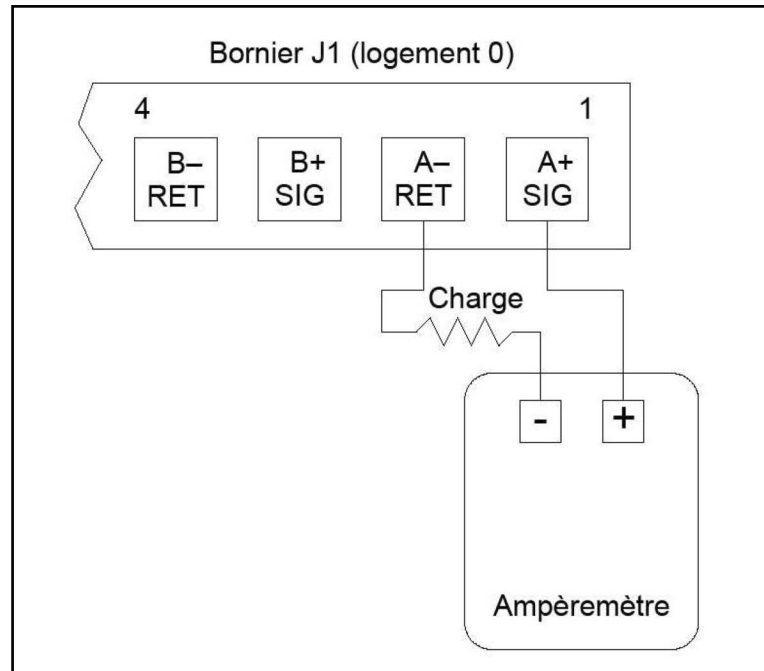 Bornier J1 (logement 0)
4 1
B– B+ A– A+
RET SIG RET SIG
Charge
- +
Ampèremètre